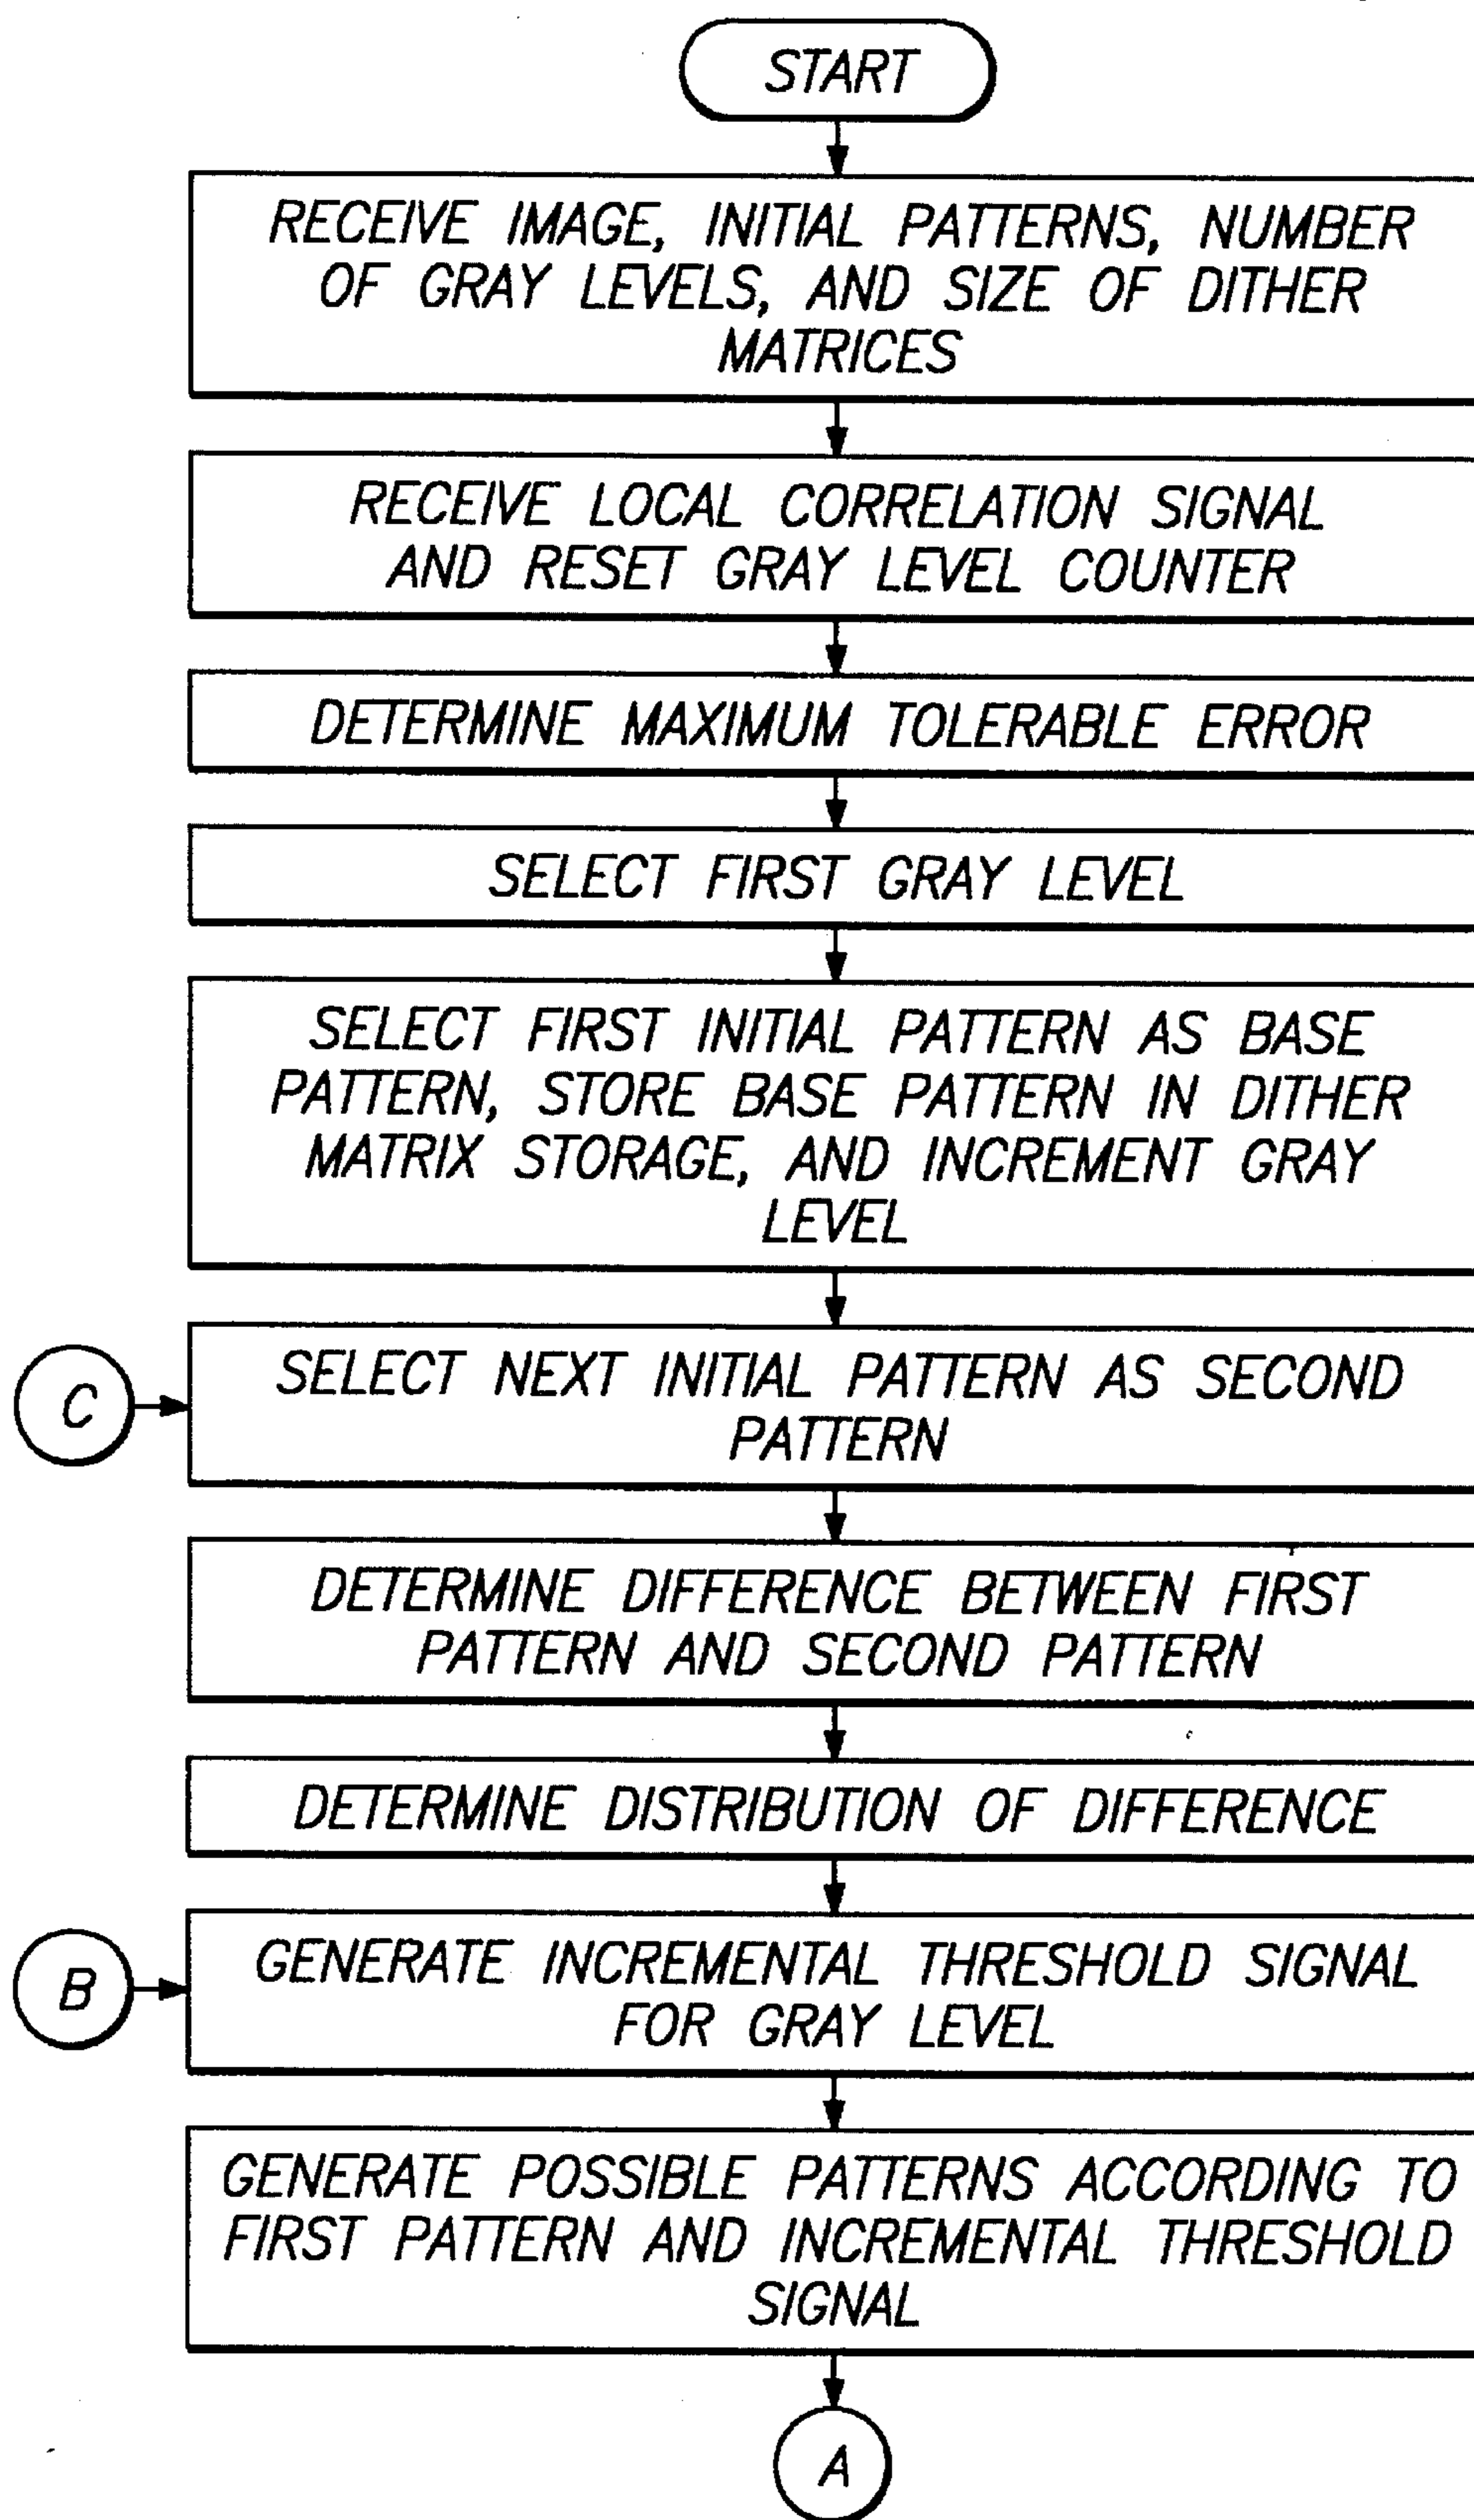 START
RECEIVE IMAGE, INITIAL PATTERNS, NUMBER
OF GRAY LEVELS, AND SIZE OF DITHER
MATRICES
RECEIVE LOCAL CORRELATION SIGNAL
AND RESET GRAY LEVEL COUNTER
DETERMINE MAXIMUM TOLERABLE ERROR
SELECT FIRST GRAY LEVEL
SELECT FIRST INITIAL PATTERN AS BASE
PATTERN, STORE BASE PATTERN IN DITHER
MATRIX STORAGE, AND INCREMENT GRAY
LEVEL
C
SELECT NEXT INITIAL PATTERN AS SECOND
PATTERN
DETERMINE DIFFERENCE BETWEEN FIRST
PATTERN AND SECOND PATTERN
DETERMINE DISTRIBUTION OF DIFFERENCE
B
GENERATE INCREMENTAL THRESHOLD SIGNAL
FOR GRAY LEVEL
GENERATE POSSIBLE PATTERNS ACCORDING TO
FIRST PATTERN AND INCREMENTAL THRESHOLD
SIGNAL
A